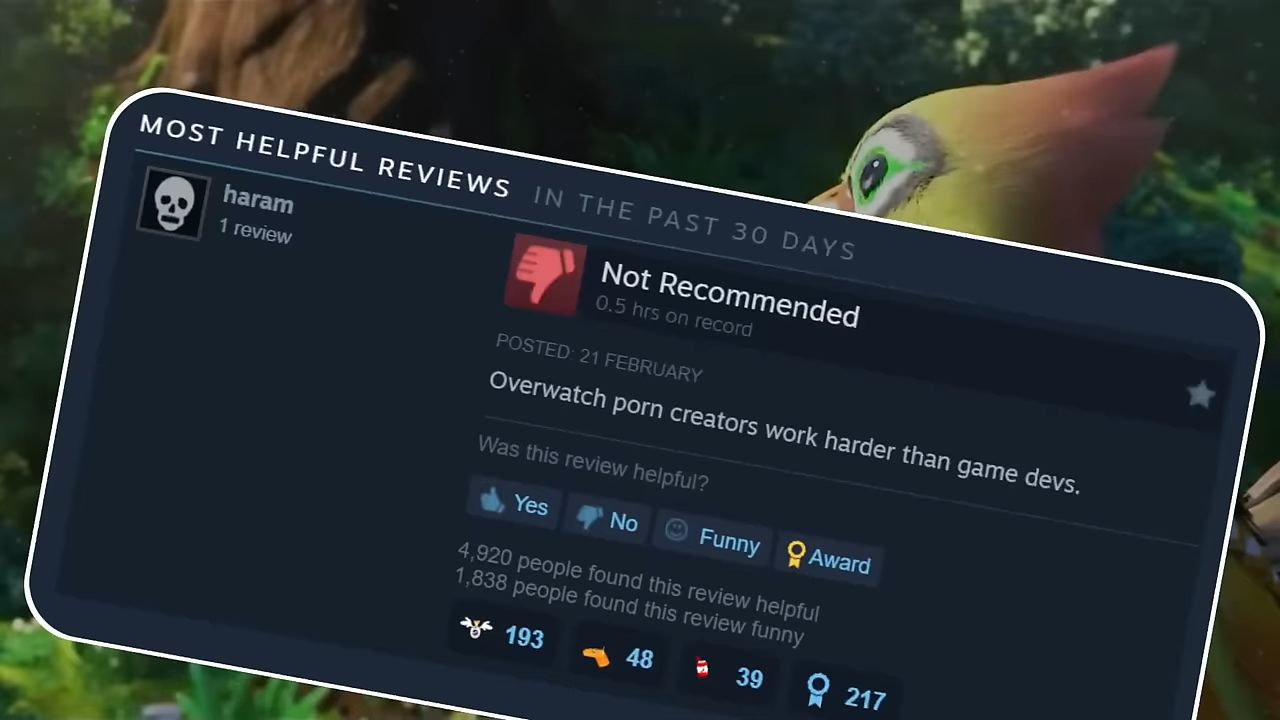 MOST HELPFUL REVIEWS IN THE PAST 30 DAYS
haram
1 review
Not Recommended
0.5 hrs on record
POSTED: 21 FEBRUARY
Overwatch porn creators work harder than game devs.
Was this review helpful?
Yes No Funny Award
4,920 people found this review helpful
1,838 people found this review funny
193 48 39 217